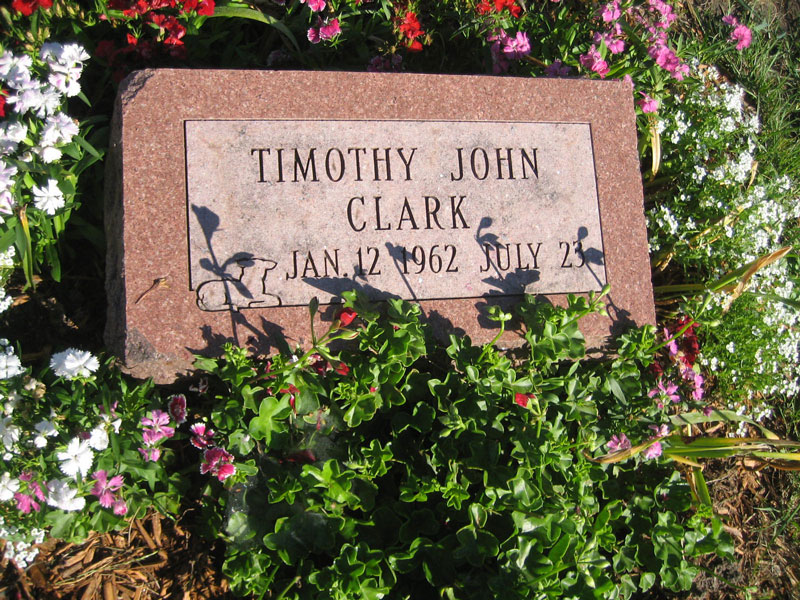 TIMOTHY JOHN
CLARK
JAN. 12 1962 JULY 23